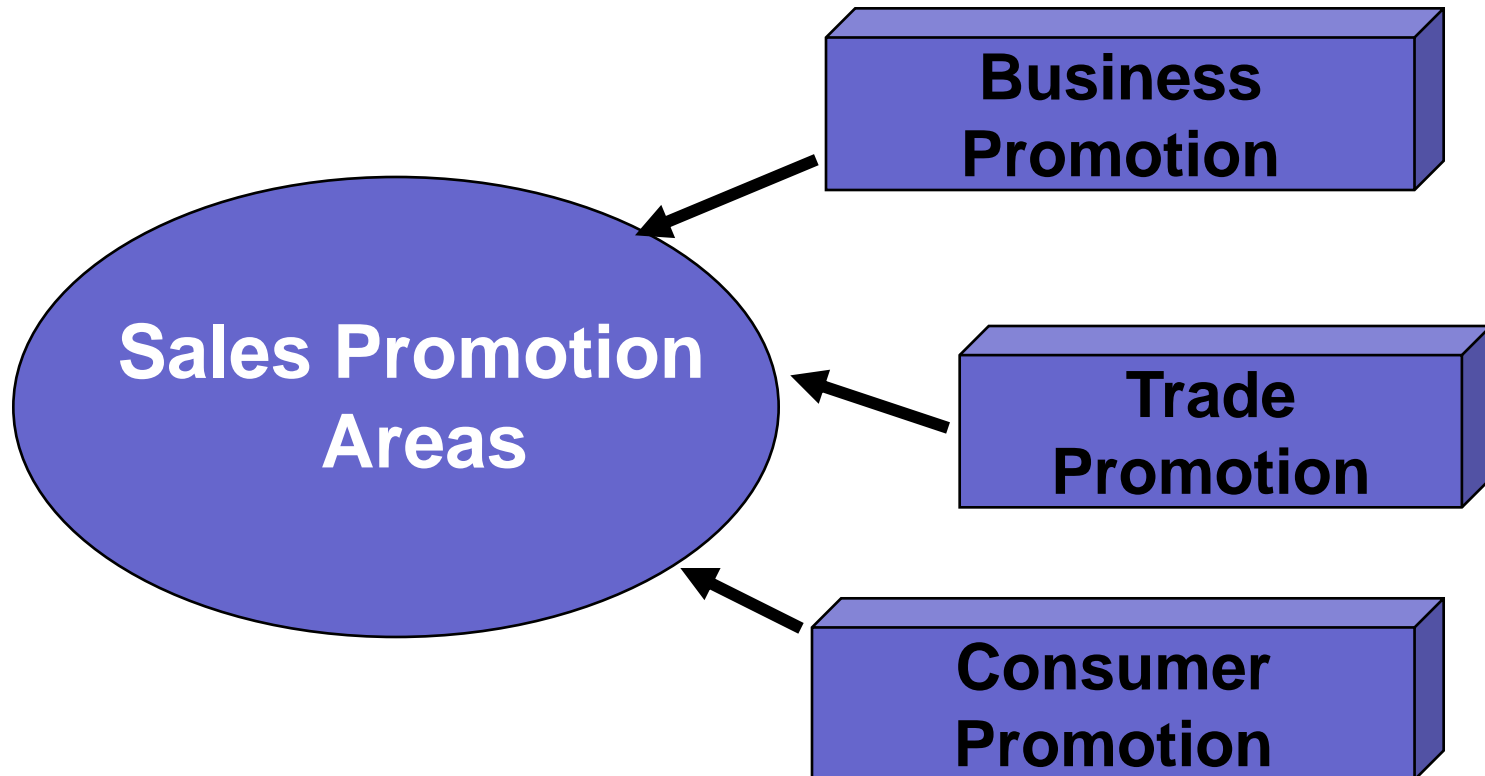 Business
Promotion
Sales Promotion
Areas
Trade
Promotion
Consumer
Promotion